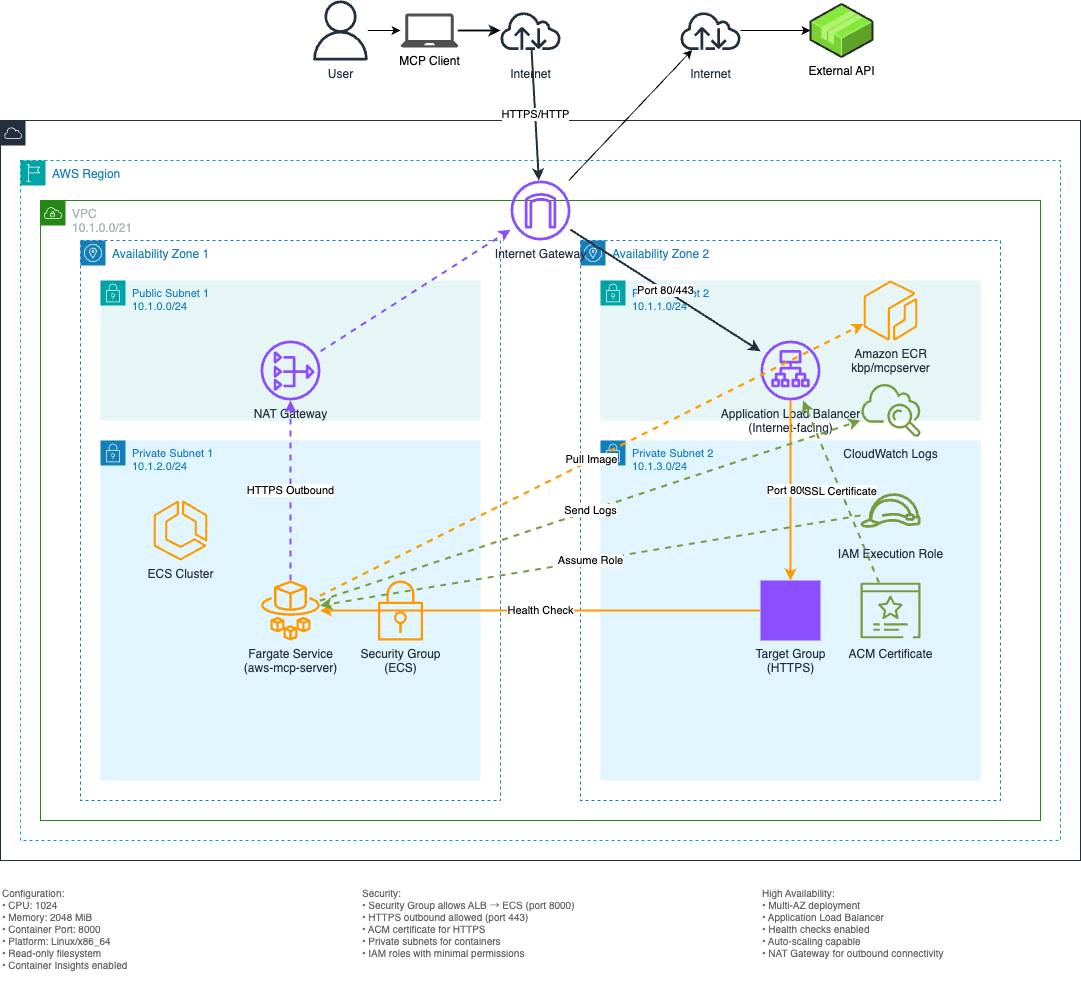 User
MCP Client
Internet
Internet
External API
HTTPS/HTTP
AWS Region
VPC
10.1.0.0/21
Internet Gateway
Availability Zone 1
Availability Zone 2
Public Subnet 1
10.1.0.0/24
Port 80/443
2
10.1.1.0/24
Amazon ECR
kbp/mcpserver
NAT Gateway
Application Load Balancer
(Internet-facing)
CloudWatch Logs
Private Subnet 1
10.1.2.0/24
Private Subnet 2
10.1.3.0/24
Pull Image
HTTPS Outbound
Port 800
SSL Certificate
Send Logs
IAM Execution Role
Assume Role
ECS Cluster
Health Check
Fargate Service
(aws-mcp-server)
Security Group
(ECS)
Target Group
(HTTPS)
ACM Certificate
Configuration:
• CPU: 1024
• Memory: 2048 MiB
• Container Port: 8000
• Platform: Linux/x86_64
• Read-only filesystem
• Container Insights enabled
Security:
• Security Group allows ALB → ECS (port 8000)
• HTTPS outbound allowed (port 443)
• ACM certificate for HTTPS
• Private subnets for containers
• IAM roles with minimal permissions
High Availability:
• Multi-AZ deployment
• Application Load Balancer
• Health checks enabled
• Auto-scaling capable
• NAT Gateway for outbound connectivity